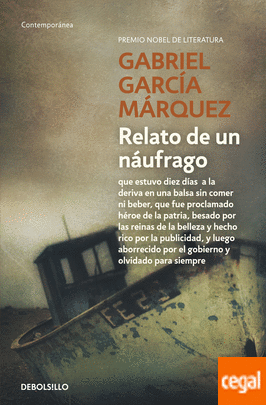 Contemporánea
PREMIO NOBEL DE LITERATURA
GABRIEL
GARCÍA
MÁRQUEZ
Relato de un
náufrago
que estuvo diez días a la
deriva en una balsa sin comer
ni beber, que fue proclamado
héroe de la patria, besado por
las reinas de la belleza y hecho
rico por la publicidad, y luego
aborrecido por el gobierno y
olvidado para siempre
DEBOLS!LLO
cegal